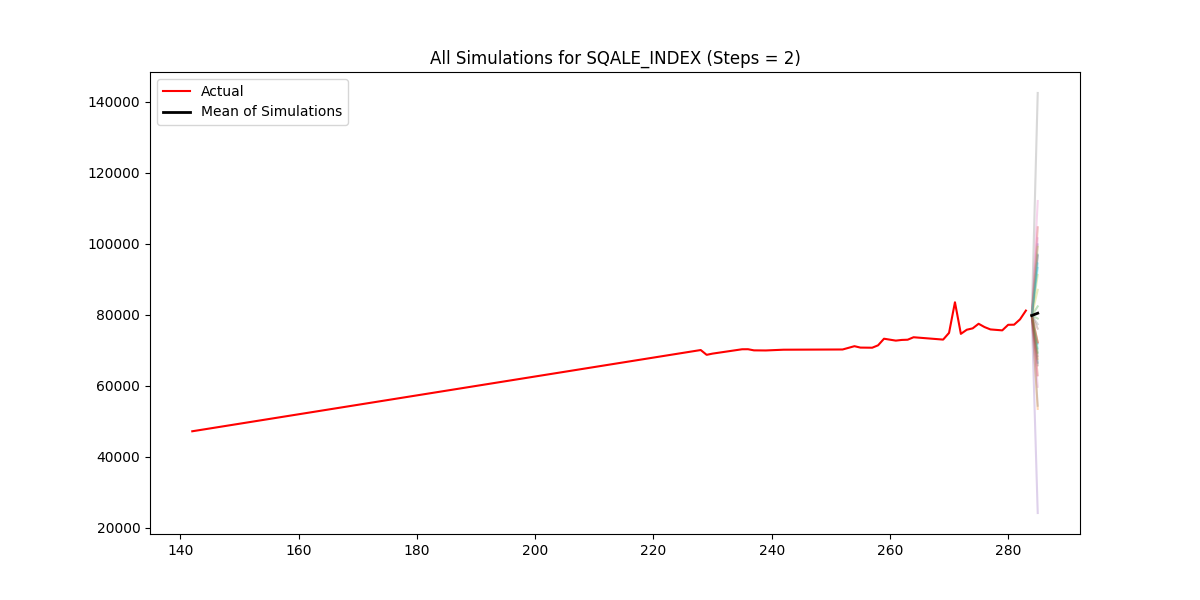 All Simulations for SQALE_INDEX (Steps = 2)
Actual
Mean of Simulations
140000
120000
100000
80000
60000
40000
20000
140 160 180 200 220 240 260 280